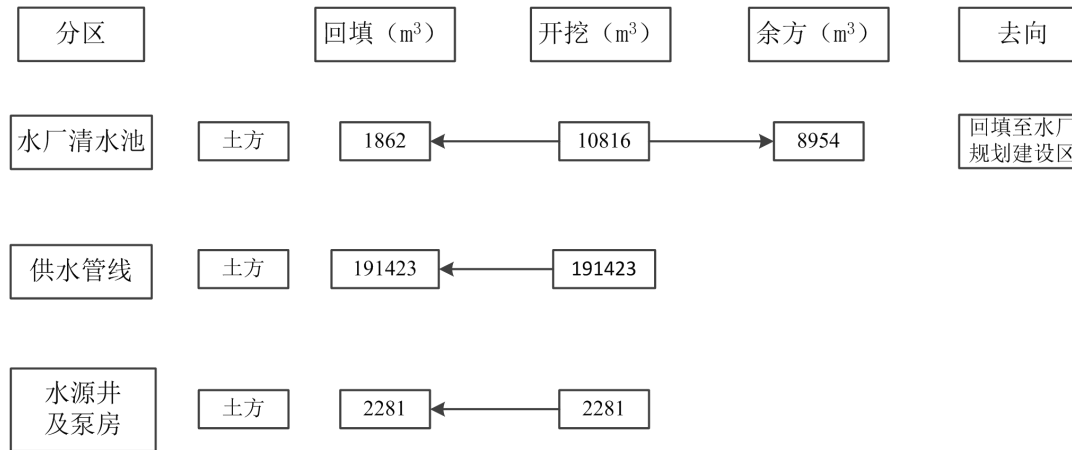 分区
回填（m³）
开挖（m³）
余方（m³）
去向
水厂清水池
土方
1862
10816
8954
回填至水厂
规划建设区
供水管线
土方
191423
191423
水源井
及泵房
土方
2281
2281